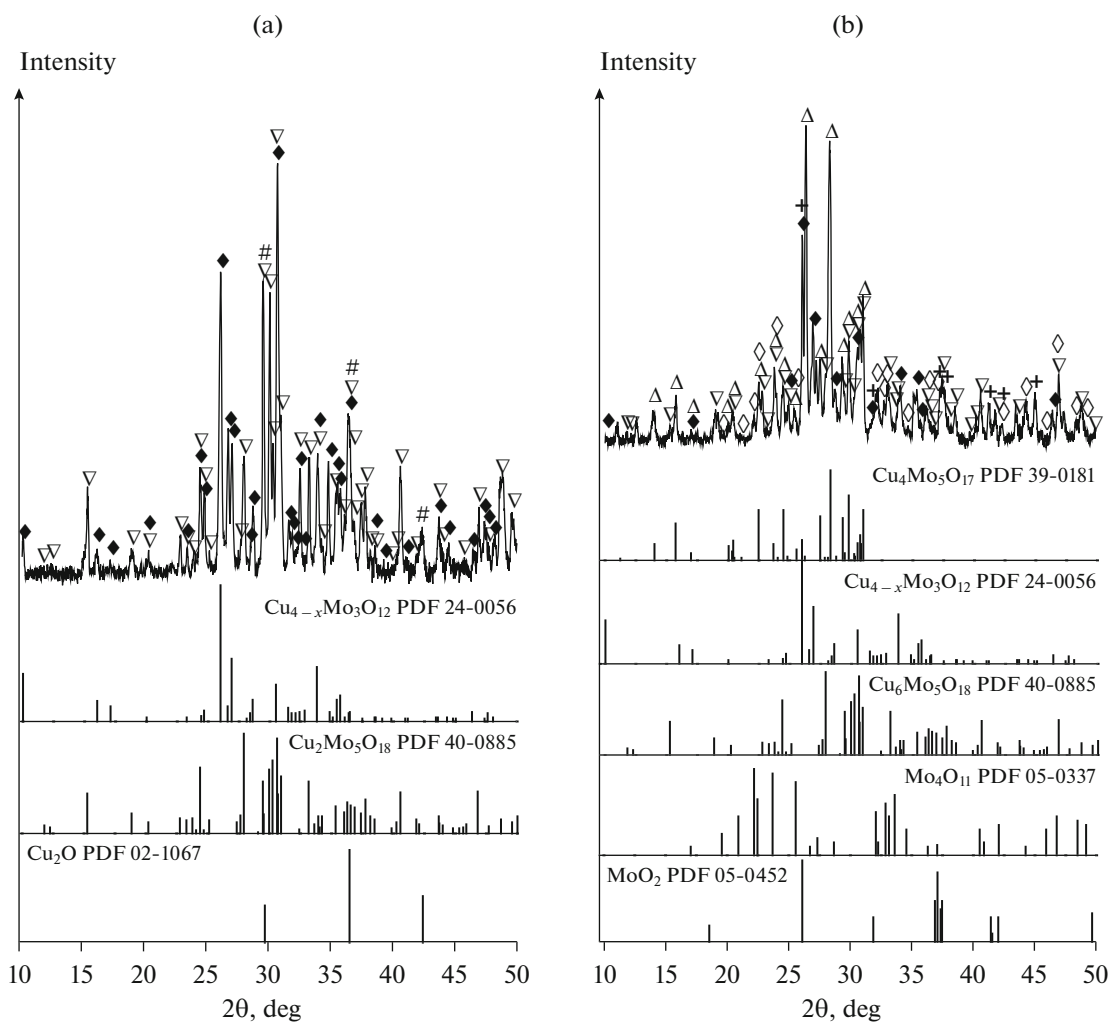 (a)
Intensity
Cu₄₋ₓMo₃O₁₂ PDF 24-0056
Cu₂Mo₅O₁₈ PDF 40-0885
Cu₂O PDF 02-1067
10 15 20 25 30 35 40 45 50
2θ, deg
(b)
Intensity
Cu₄Mo₅O₁₇ PDF 39-0181
Cu₄₋ₓMo₃O₁₂ PDF 24-0056
Cu₆Mo₅O₁₈ PDF 40-0885
Mo₄O₁₁ PDF 05-0337
MoO₂ PDF 05-0452
10 15 20 25 30 35 40 45 50
2θ, deg